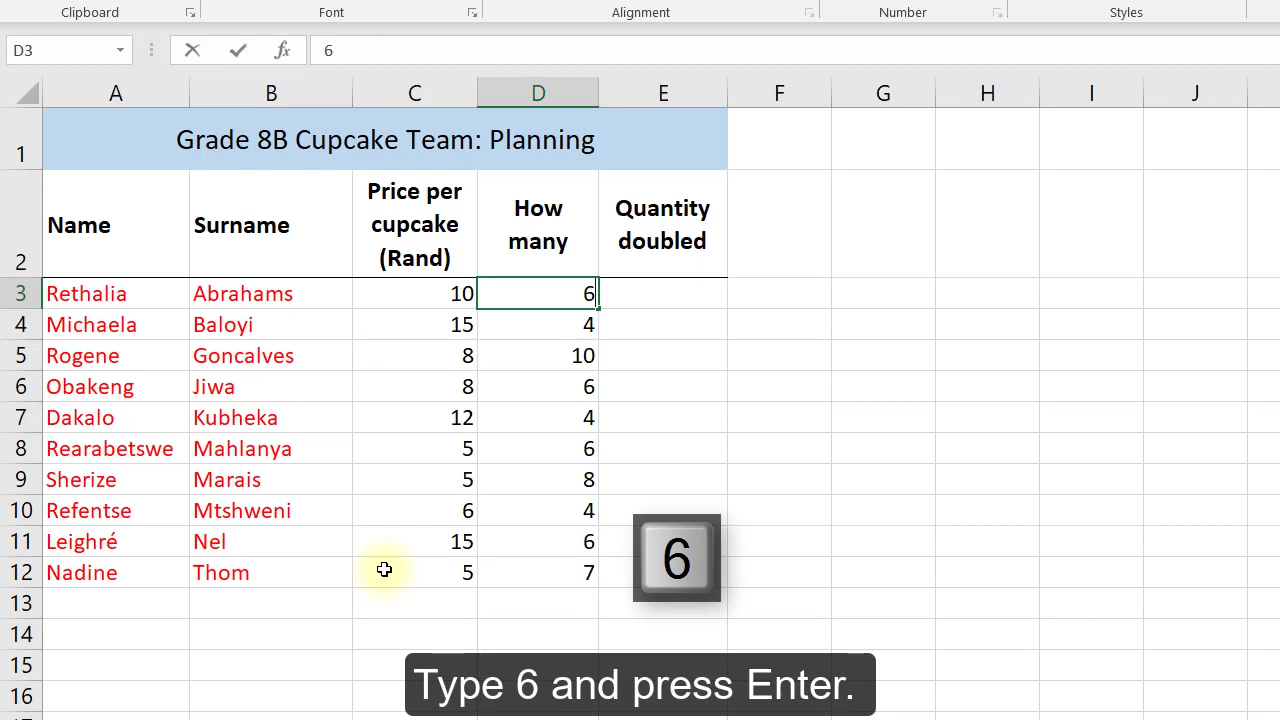 Clipboard Font Alignment Number Styles
D3 fx 6
A B C D E F G H I J
1 Grade 8B Cupcake Team: Planning
2 Name Surname Price per cupcake (Rand) How many Quantity doubled
3 Rethalia Abrahams 10 6
4 Michaela Baloyi 15 4
5 Rogene Goncalves 8 10
6 Obakeng Jiwa 8 6
7 Dakalo Kubheka 12 4
8 Rearabetswe Mahlanya 5 6
9 Sherize Marais 5 8
10 Refentse Mtshweni 6 4
11 Leighré Nel 15 6
12 Nadine Thom 5 7
6
13
14
15
16
Type 6 and press Enter.